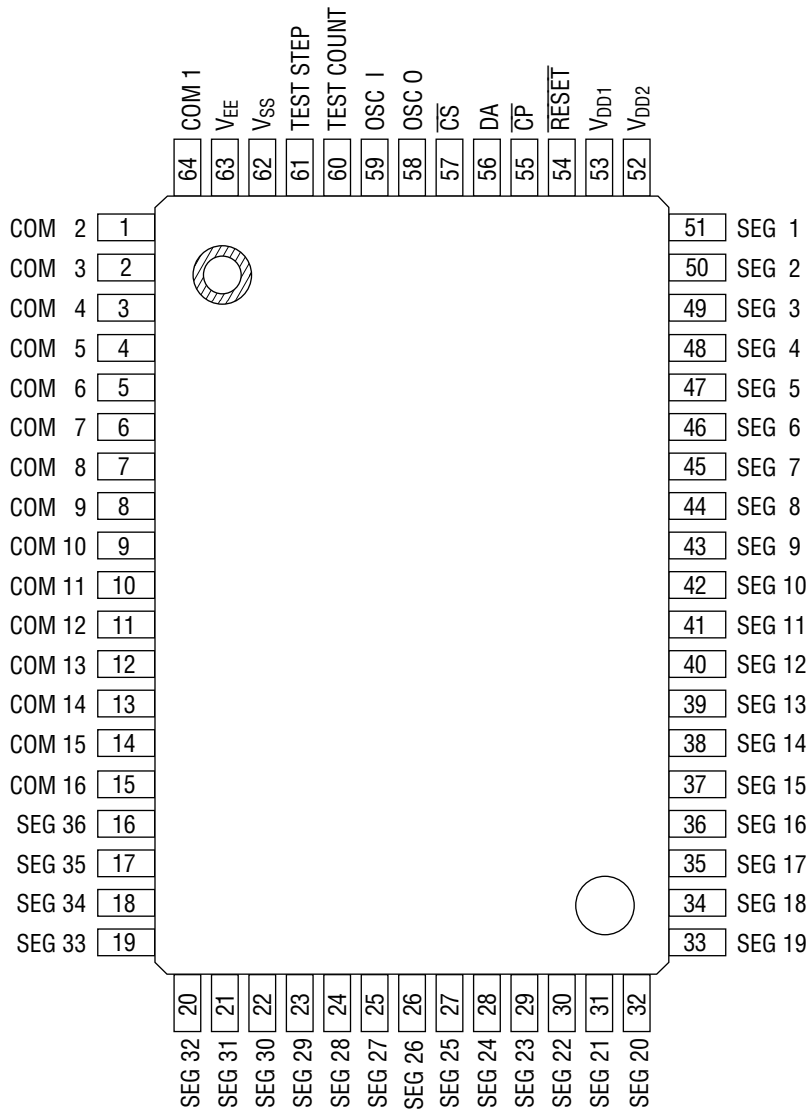 COM 1
VEE
VSS
TEST STEP
TEST COUNT
OSC I
OSC O
CS
DA
CP
RESET
VDD1
VDD2
64 63 62 61 60 59 58 57 56 55 54 53 52
COM 2 1
COM 3 2
COM 4 3
COM 5 4
COM 6 5
COM 7 6
COM 8 7
COM 9 8
COM 10 9
COM 11 10
COM 12 11
COM 13 12
COM 14 13
COM 15 14
COM 16 15
SEG 36 16
SEG 35 17
SEG 34 18
SEG 33 19
51 SEG 1
50 SEG 2
49 SEG 3
48 SEG 4
47 SEG 5
46 SEG 6
45 SEG 7
44 SEG 8
43 SEG 9
42 SEG 10
41 SEG 11
40 SEG 12
39 SEG 13
38 SEG 14
37 SEG 15
36 SEG 16
35 SEG 17
34 SEG 18
33 SEG 19
20 21 22 23 24 25 26 27 28 29 30 31 32
SEG 32
SEG 31
SEG 30
SEG 29
SEG 28
SEG 27
SEG 26
SEG 25
SEG 24
SEG 23
SEG 22
SEG 21
SEG 20